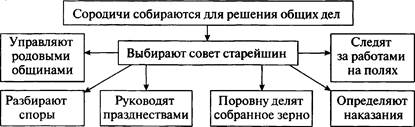 Сородичи собираются для решения общих дел
Управляют
родовыми
общинами
Выбирают совет старейшин
Следят
за работами
на полях
Разбирают
споры
Руководят
празднествами
Поровну делят
собранное зерно
Определяют
наказания